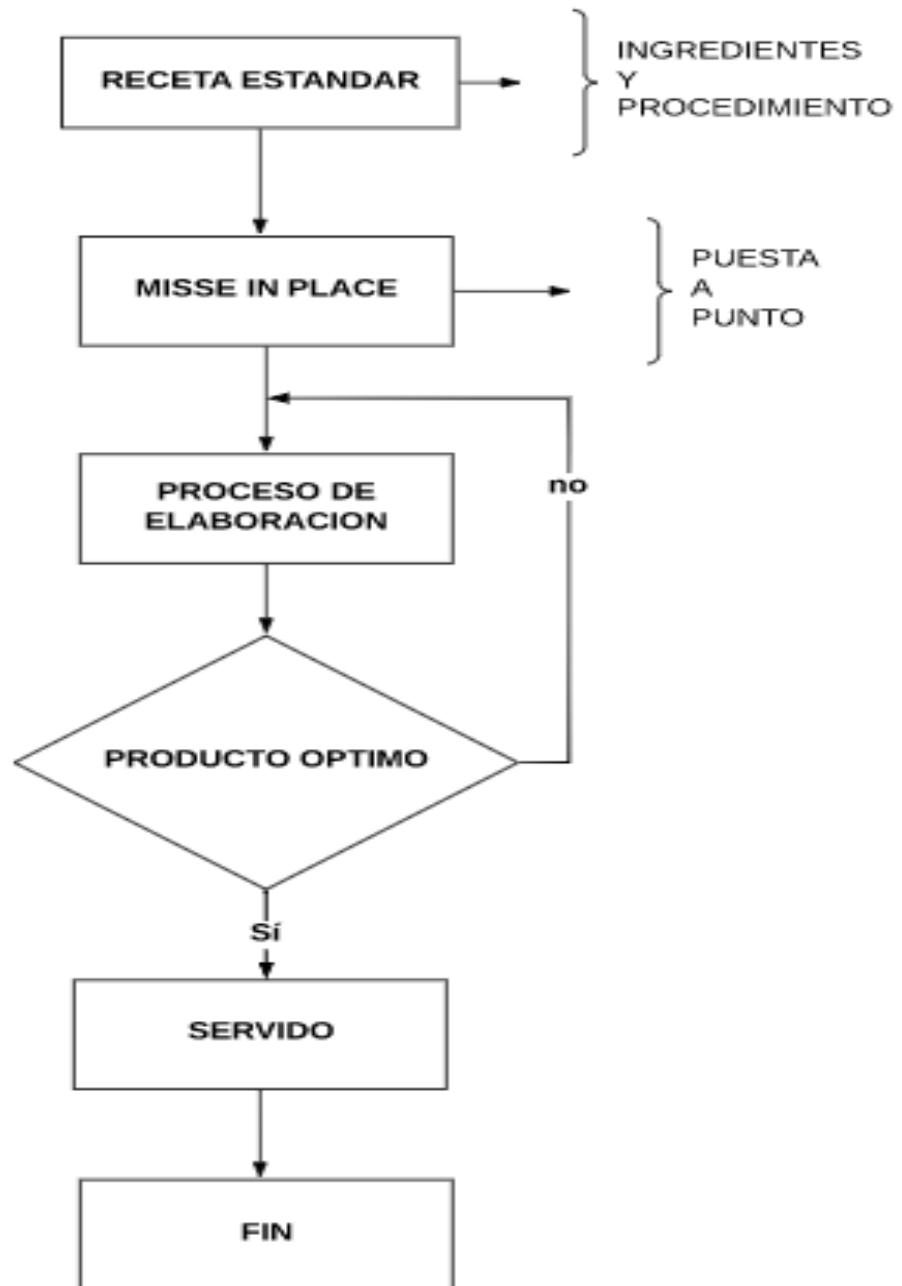 RECETA ESTANDAR
INGREDIENTES
Y
PROCEDIMIENTO
MISSE IN PLACE
PUESTA
A
PUNTO
PROCESO DE
ELABORACION
no
PRODUCTO OPTIMO
Sí
SERVIDO
FIN